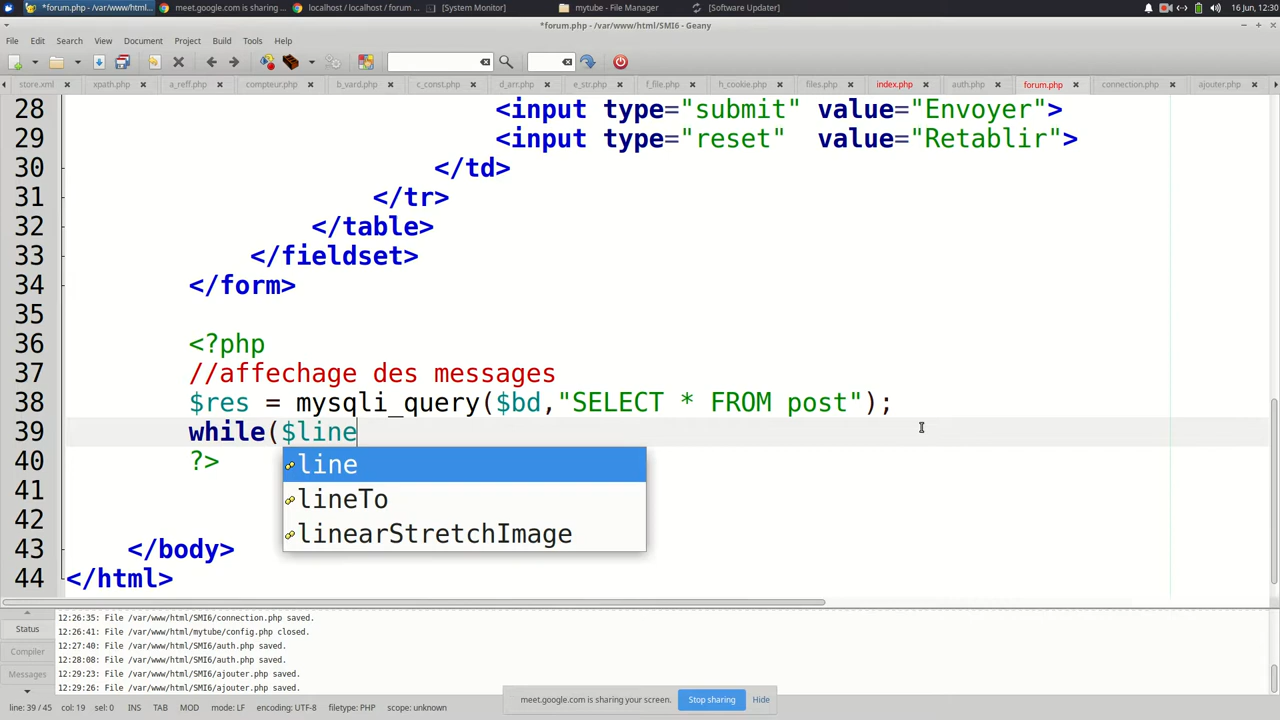 *forum.php - /var/www/html/...
meet.google.com is sharing ...
localhost / localhost / forum ...
[System Monitor]
mytube - File Manager
[Software Updater]
16 Jun, 12:30
*forum.php - /var/www/html/SMI6 - Geany
File Edit Search View Document Project Build Tools Help
store.xml xpath.php a_reff.php compteur.php b_vard.php c_const.php d_arr.php e_str.php f_file.php h_cookie.php files.php index.php auth.php forum.php connection.php ajouter.php
28 <input type="submit" value="Envoyer">
29 <input type="reset"  value="Retablir">
30 </td>
31 </tr>
32 </table>
33 </fieldset>
34 </form>
35
36 <?php
37 //affechage des messages
38 $res = mysqli_query($bd,"SELECT * FROM post");
39 while($line
40 ?>
line
lineTo
linearStretchImage
41
42
43 </body>
44 </html>
Status
Compiler
Messages
12:26:35: File /var/www/html/SMI6/connection.php saved.
12:26:41: File /var/www/html/mytube/config.php closed.
12:27:40: File /var/www/html/SMI6/auth.php saved.
12:28:08: File /var/www/html/SMI6/auth.php saved.
12:29:23: File /var/www/html/SMI6/ajouter.php saved.
12:29:26: File /var/www/html/SMI6/ajouter.php saved.
meet.google.com is sharing your screen. Stop sharing Hide
line: 39 / 45 col: 19 sel: 0 INS TAB MOD mode: LF encoding: UTF-8 filetype: PHP scope: unknown